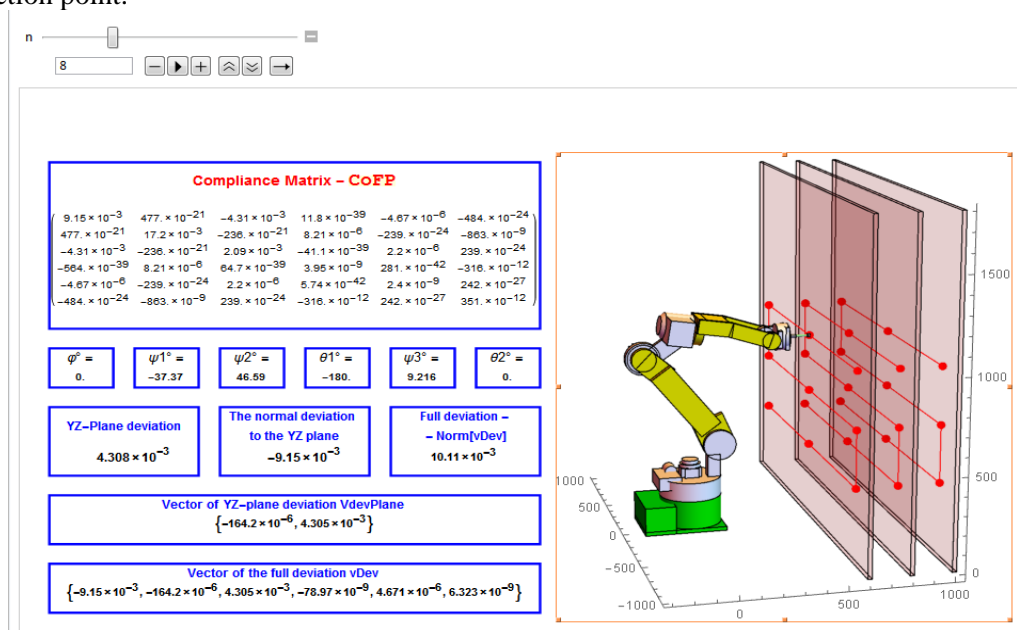 ction point.
n
8
Compliance Matrix – CoFP
9.15 × 10⁻³ 477. × 10⁻²¹ −4.31 × 10⁻³ 11.8 × 10⁻³⁹ −4.67 × 10⁻⁶ −484. × 10⁻²⁴
477. × 10⁻²¹ 17.2 × 10⁻³ −236. × 10⁻²¹ 8.21 × 10⁻⁶ −239. × 10⁻²⁴ −863. × 10⁻⁹
−4.31 × 10⁻³ −236. × 10⁻²¹ 2.09 × 10⁻³ −41.1 × 10⁻³⁹ 2.2 × 10⁻⁶ 239. × 10⁻²⁴
−564. × 10⁻³⁹ 8.21 × 10⁻⁶ 64.7 × 10⁻³⁹ 3.95 × 10⁻⁹ 281. × 10⁻⁴² −316. × 10⁻¹²
−4.67 × 10⁻⁶ −239. × 10⁻²⁴ 2.2 × 10⁻⁶ 5.74 × 10⁻⁴² 2.4 × 10⁻⁹ 242. × 10⁻²⁷
−484. × 10⁻²⁴ −863. × 10⁻⁹ 239. × 10⁻²⁴ −316. × 10⁻¹² 242. × 10⁻²⁷ 351. × 10⁻¹²
φ° =
0.
ψ1° =
−37.37
ψ2° =
46.59
θ1° =
−180.
ψ3° =
9.216
θ2° =
0.
YZ–Plane deviation
4.308 × 10⁻³
The normal deviation
to the YZ plane
−9.15 × 10⁻³
Full deviation –
– Norm[vDev]
10.11 × 10⁻³
Vector of YZ–plane deviation VdevPlane
{−164.2 × 10⁻⁶, 4.305 × 10⁻³}
Vector of the full deviation vDev
{−9.15 × 10⁻³, −164.2 × 10⁻⁶, 4.305 × 10⁻³, −78.97 × 10⁻⁹, 4.671 × 10⁻⁶, 6.323 × 10⁻⁹}
1500
1000
500
0
1000
500
0
−500
−1000
0
500
1000